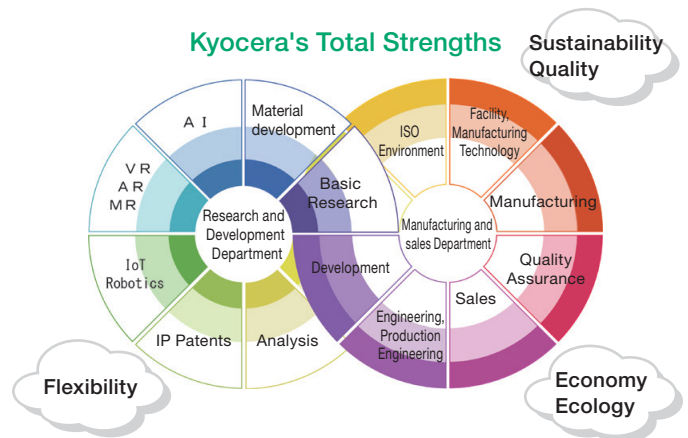 Kyocera's Total Strengths
Sustainability
Quality
A I
Material
development
ISO
Environment
Facility,
Manufacturing
Technology
V R
A R
M R
Basic
Research
Manufacturing
Research and
Development
Department
Manufacturing and
sales Department
IoT
Robotics
Development
Quality
Assurance
IP Patents
Analysis
Engineering,
Production
Engineering
Sales
Flexibility
Economy
Ecology